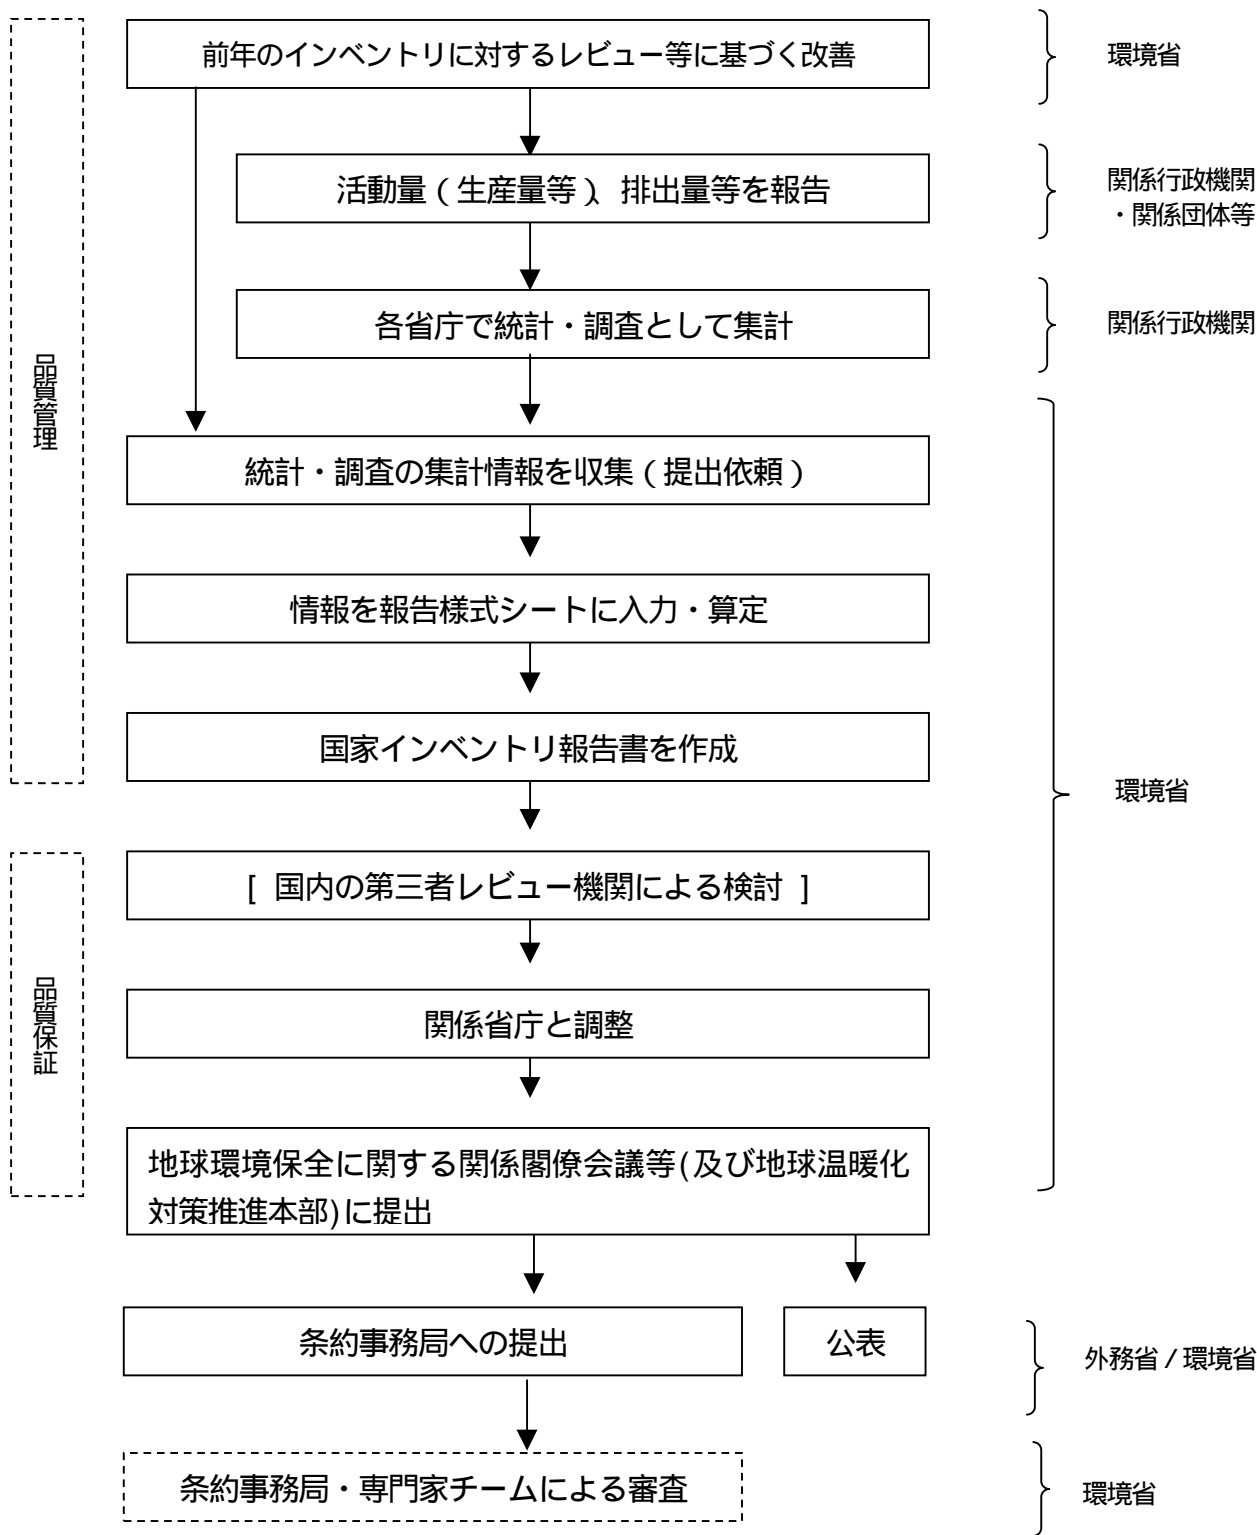 前年のインベントリに対するレビュー等に基づく改善
環境省
活動量（生産量等）、排出量等を報告
関係行政機関
・関係団体等
各省庁で統計・調査として集計
関係行政機関
品質管理
統計・調査の集計情報を収集（提出依頼）
情報を報告様式シートに入力・算定
国家インベントリ報告書を作成
環境省
[ 国内の第三者レビュー機関による検討 ]
品質保証
関係省庁と調整
地球環境保全に関する関係閣僚会議等(及び地球温暖化
対策推進本部)に提出
条約事務局への提出
公表
外務省/環境省
条約事務局・専門家チームによる審査
環境省